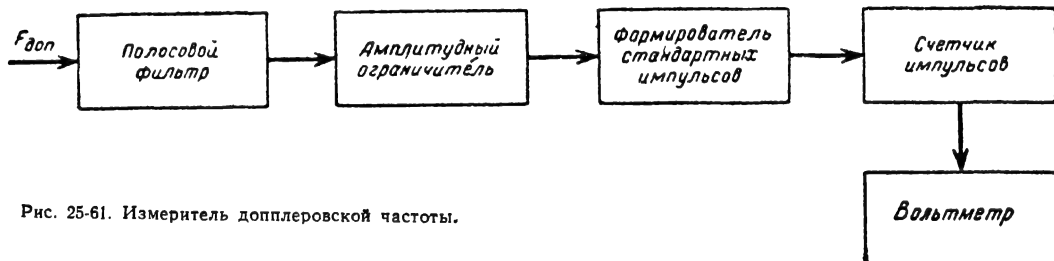 Fдоп
Полосовой
фильтр
Амплитудный
ограничитель
Формирователь
стандартных
импульсов
Счетчик
импульсов
Вольтметр
Рис. 25-61. Измеритель допплеровской частоты.